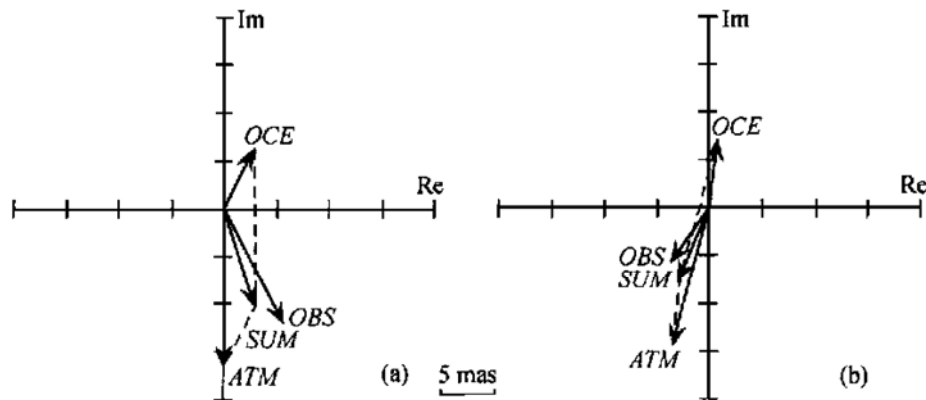 Im
OCE
Re
OBS
SUM
ATM
(a)
5 mas
Im
OCE
Re
OBS
SUM
ATM
(b)